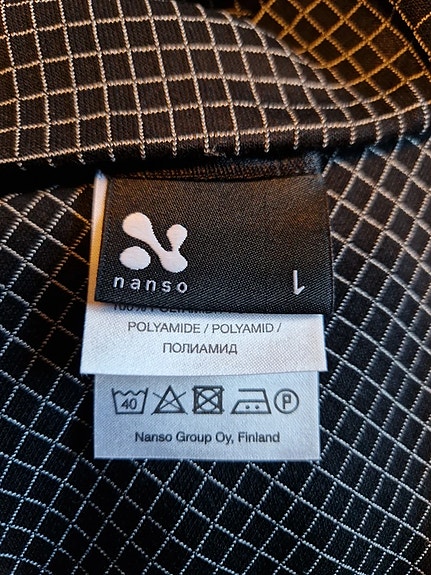 nanso
L
POLYAMIDE / POLYAMID /
ПОЛИАМИД
40
P
Nanso Group Oy, Finland